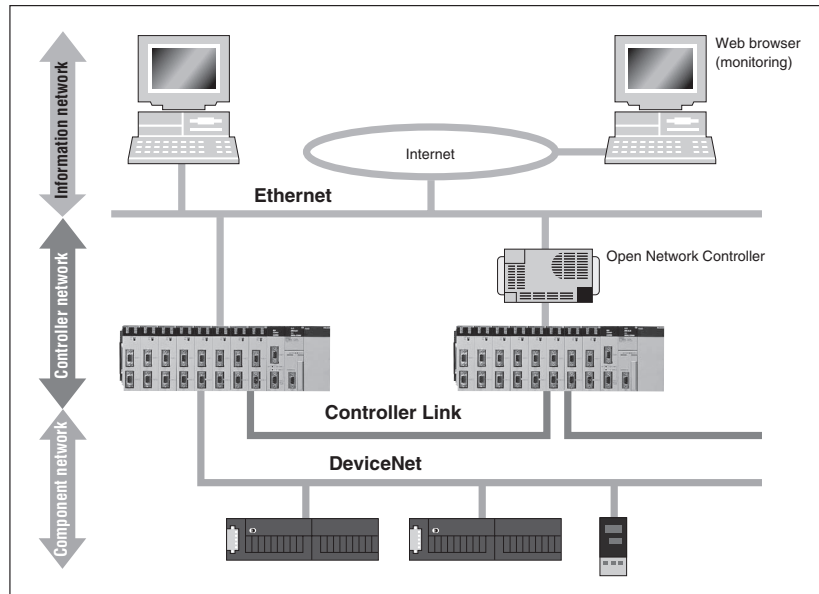 Web browser
(monitoring)
Information network
Internet
Ethernet
Controller network
Open Network Controller
Controller Link
DeviceNet
Component network